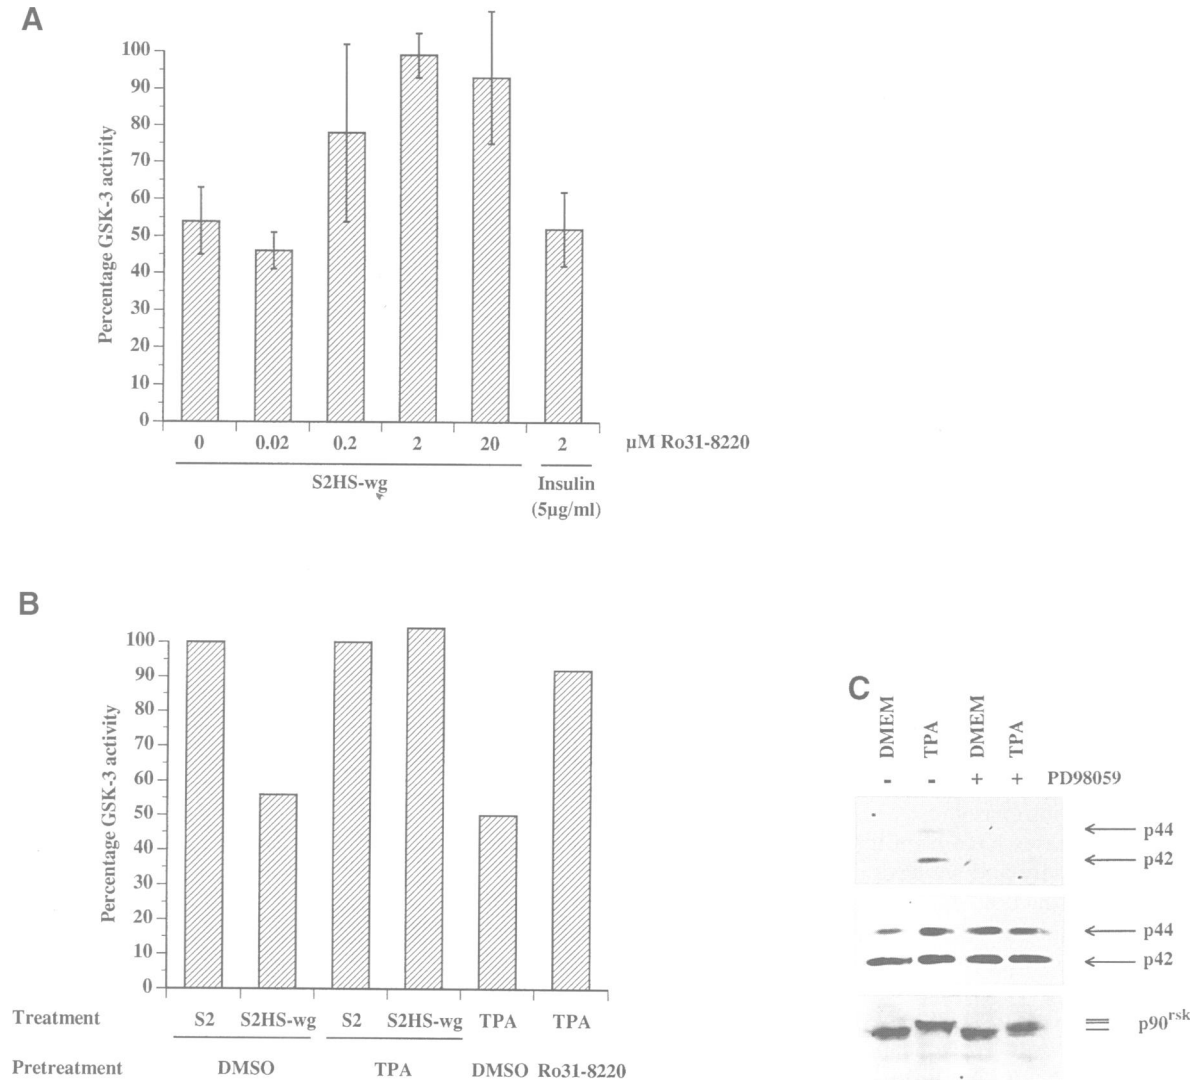 A
100
90
80
70
60
50
40
30
20
10
0
Percentage GSK-3 activity
0 0.02 0.2 2 20 2 µM Ro31-8220
S2HS-wg Insulin
(5µg/ml)
B
100
90
80
70
60
50
40
30
20
10
0
Percentage GSK-3 activity
Treatment S2 S2HS-wg S2 S2HS-wg TPA TPA
Pretreatment DMSO TPA DMSO Ro31-8220
C
DMEM TPA DMEM TPA
- - + + PD98059
p44
p42
p44
p42
p90rsk